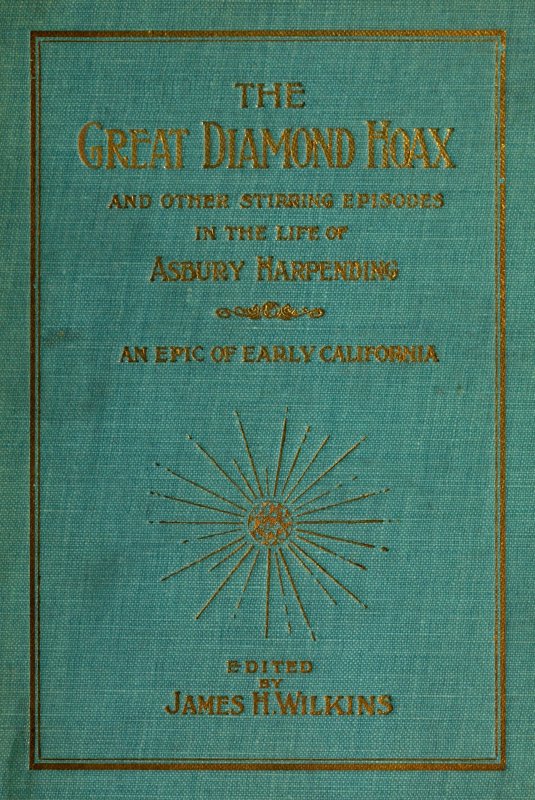 THE
GREAT DIAMOND HOAX
AND OTHER STIRRING EPISODES
IN THE LIFE OF
ASBURY HARPENDING
AN EPIC OF EARLY CALIFORNIA
EDITED
BY
JAMES H. WILKINS